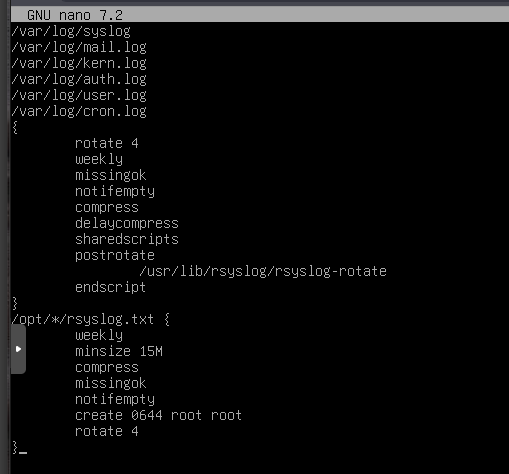 GNU nano 7.2
/var/log/syslog
/var/log/mail.log
/var/log/kern.log
/var/log/auth.log
/var/log/user.log
/var/log/cron.log
{
rotate 4
weekly
missingok
notifempty
compress
delaycompress
sharedscripts
postrotate
/usr/lib/rsyslog/rsyslog-rotate
endscript
}
/opt/*/rsyslog.txt {
weekly
minsize 15M
compress
missingok
notifempty
create 0644 root root
rotate 4
}